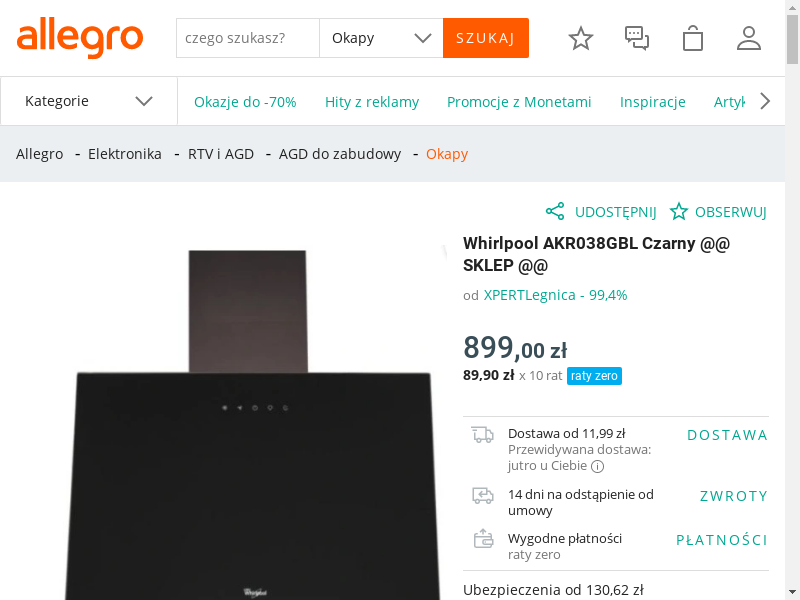 allegro
czego szukasz?
Okapy
SZUKAJ
Kategorie
Okazje do -70%
Hity z reklamy
Promocje z Monetami
Inspiracje
Artyk
Allegro - Elektronika - RTV i AGD - AGD do zabudowy - Okapy
UDOSTĘPNIJ
OBSERWUJ
Whirlpool AKR038GBL Czarny @@
SKLEP @@
od XPERTLegnica - 99,4%
899,00 zł
89,90 zł x 10 rat raty zero
Dostawa od 11,99 zł
DOSTAWA
Przewidywana dostawa:
jutro u Ciebie
14 dni na odstąpienie od
umowy
ZWROTY
Wygodne płatności
raty zero
PŁATNOŚCI
Whirlpool
Ubezpieczenia od 130,62 zł